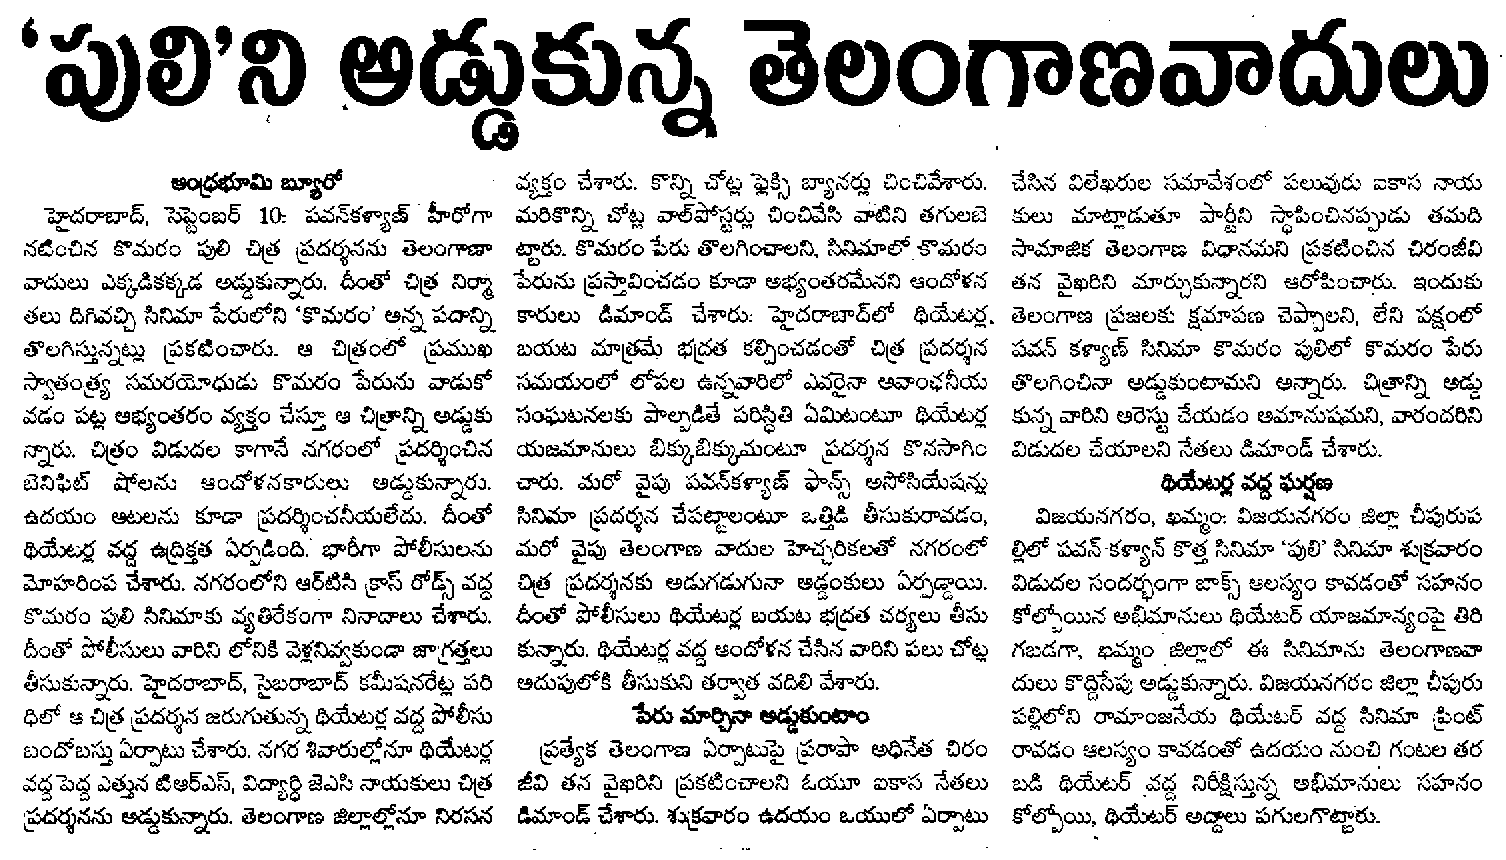 ‘పులి’ని అడ్డుకున్న తెలంగాణవాదులు
ఆంధ్రభూమి బ్యూరో
హైదరాబాద్, సెప్టెంబర్ 10: పవన్‌కళ్యాణ్ హీరోగా
నటించిన కొమరం పులి చిత్ర ప్రదర్శనను తెలంగాణా
వాదులు ఎక్కడికక్కడ అడ్డుకున్నారు. దీంతో చిత్ర నిర్మా
తలు దిగివచ్చి సినిమా పేరులోని ‘కొమరం’ అన్న పదాన్ని
తొలగిస్తున్నట్లు ప్రకటించారు. ఆ చిత్రంలో ప్రముఖ
స్వాతంత్ర్య సమరయోధుడు కొమరం పేరును వాడుకో
వడం పట్ల అభ్యంతరం వ్యక్తం చేస్తూ ఆ చిత్రాన్ని అడ్డుకు
న్నారు. చిత్రం విడుదల కాగానే నగరంలో ప్రదర్శించిన
బెనిఫిట్ షోలను ఆందోళనకారులు అడ్డుకున్నారు.
ఉదయం ఆటలను కూడా ప్రదర్శించనీయలేదు. దీంతో
థియేటర్ల వద్ద ఉద్రిక్తత ఏర్పడింది. భారీగా పోలీసులను
మోహరింప చేశారు. నగరంలోని ఆర్‌టిసి క్రాస్ రోడ్స్ వద్ద
కొమరం పులి సినిమాకు వ్యతిరేకంగా నినాదాలు చేశారు.
దీంతో పోలీసులు వారిని లోనికి వెళ్లనివ్వకుండా జాగ్రత్తలు
తీసుకున్నారు. హైదరాబాద్, సైబరాబాద్ కమీషనరేట్ల పరి
ధిలో ఆ చిత్ర ప్రదర్శన జరుగుతున్న థియేటర్ల వద్ద పోలీసు
బందోబస్తు ఏర్పాటు చేశారు. నగర శివారుల్లోనూ థియేటర్ల
వద్ద పెద్ద ఎత్తున టిఆర్ఎస్, విద్యార్థి జెఎసి నాయకులు చిత్ర
ప్రదర్శనను అడ్డుకున్నారు. తెలంగాణ జిల్లాల్లోనూ నిరసన
వ్యక్తం చేశారు. కొన్ని చోట్ల ఫ్లెక్సి బ్యానర్లు చించివేశారు.
మరికొన్ని చోట్ల వాల్‌పోస్టర్లు చించివేసి వాటిని తగులబె
ట్టారు. కొమరం పేరు తొలగించాలని, సినిమాలో కొమరం
పేరును ప్రస్తావించడం కూడా అభ్యంతరమేనని ఆందోళన
కారులు డిమాండ్ చేశారు. హైదరాబాద్‌లో థియేటర్ల
బయట మాత్రమే భద్రత కల్పించడంతో చిత్ర ప్రదర్శన
సమయంలో లోపల ఉన్నవారిలో ఎవరైనా అవాంఛనీయ
సంఘటనలకు పాల్పడితే పరిస్థితి ఏమిటంటూ థియేటర్ల
యజమానులు బిక్కుబిక్కుమంటూ ప్రదర్శన కొనసాగిం
చారు. మరో వైపు పవన్‌కళ్యాణ్ ఫాన్స్ అసోసియేషన్లు
సినిమా ప్రదర్శన చేపట్టాలంటూ ఒత్తిడి తీసుకురావడం,
మరో వైపు తెలంగాణ వాదుల హెచ్చరికలతో నగరంలో
చిత్ర ప్రదర్శనకు అడుగడుగునా ఆడ్డంకులు ఏర్పడ్డాయి.
దీంతో పోలీసులు థియేటర్ల బయట భద్రత చర్యలు తీసు
కున్నారు. థియేటర్ల వద్ద ఆందోళన చేసిన వారిని పలు చోట్ల
ఆదుపులోకి తీసుకుని తర్వాత వదిలి వేశారు.
పేరు మార్చినా అడ్డుకుంటాం
ప్రత్యేక తెలంగాణ ఏర్పాటుపై ప్రరాపా అధినేత చిరం
జీవి తన వైఖరిని ప్రకటించాలని ఓయూ ఐకాస నేతలు
డిమాండ్ చేశారు. శుక్రవారం ఉదయం ఒయులో ఏర్పాటు
చేసిన విలేఖరుల సమావేశంలో పలువురు ఐకాస నాయ
కులు మాట్లాడుతూ పార్టీని స్థాపించినప్పుడు తమది
సామాజిక తెలంగాణ విధానమని ప్రకటించిన చిరంజీవి
తన వైఖరిని మార్చుకున్నారని ఆరోపించారు. ఇందుకు
తెలంగాణ ప్రజలకు క్షమాపణ చెప్పాలని, లేని పక్షంలో
పవన్ కళ్యాణ్ సినిమా కొమరం పులిలో కొమరం పేరు
తొలగించినా అడ్డుకుంటామని అన్నారు. చిత్రాన్ని అడ్డు
కున్న వారిని ఆరెస్టు చేయడం అమానుషమని, వారందరిని
విడుదల చేయాలని నేతలు డిమాండ్ చేశారు.
థియేటర్ల వద్ద ఘర్షణ
విజయనగరం, ఖమ్మం: విజయనగరం జిల్లా చీపురుప
ల్లిలో పవన్ కళ్యాన్ కొత్త సినిమా ‘పులి’ సినిమా శుక్రవారం
విడుదల సందర్భంగా బాక్స్ ఆలస్యం కావడంతో సహనం
కోల్పోయిన అభిమానులు థియేటర్ యాజమాన్యంపై తిరి
గబడగా, ఖమ్మం జిల్లాలో ఈ సినిమాను తెలంగాణవా
దులు కొద్దిసేపు అడ్డుకున్నారు. విజయనగరం జిల్లా చీపురు
పల్లిలోని రామాంజనేయ థియేటర్ వద్ద సినిమా ప్రింట్
రావడం ఆలస్యం కావడంతో ఉదయం నుంచి గంటల తర
బడి థియేటర్ వద్ద నిరీక్షిస్తున్న అభిమానులు సహనం
కోల్పోయి, థియేటర్ అద్దాలు పగులగొట్టారు.